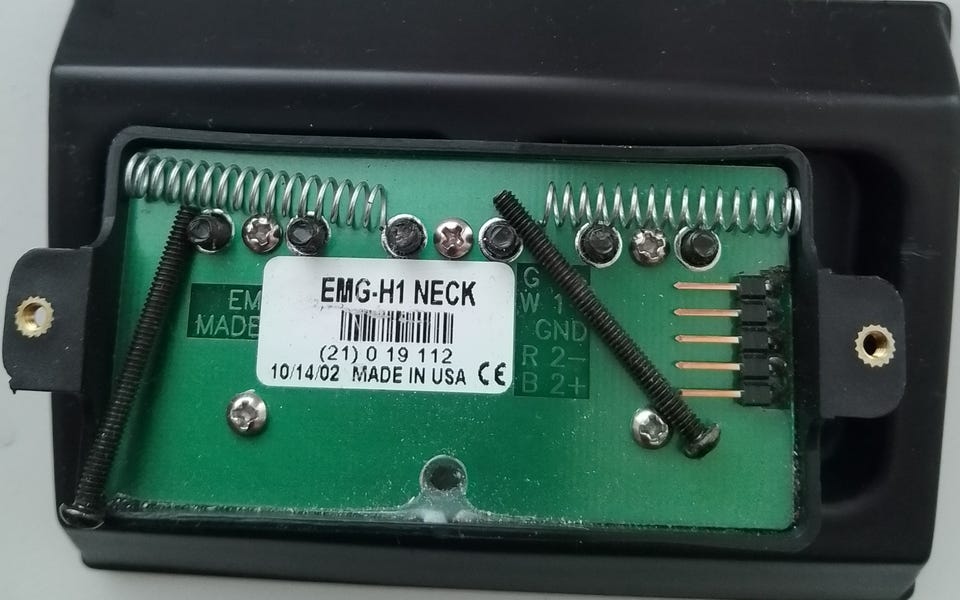 EMG-H1 NECK
(21) 0 19 112
10/14/02 MADE IN USA CE
EM
MADE
G
W 1
GND
R 2-
B 2+